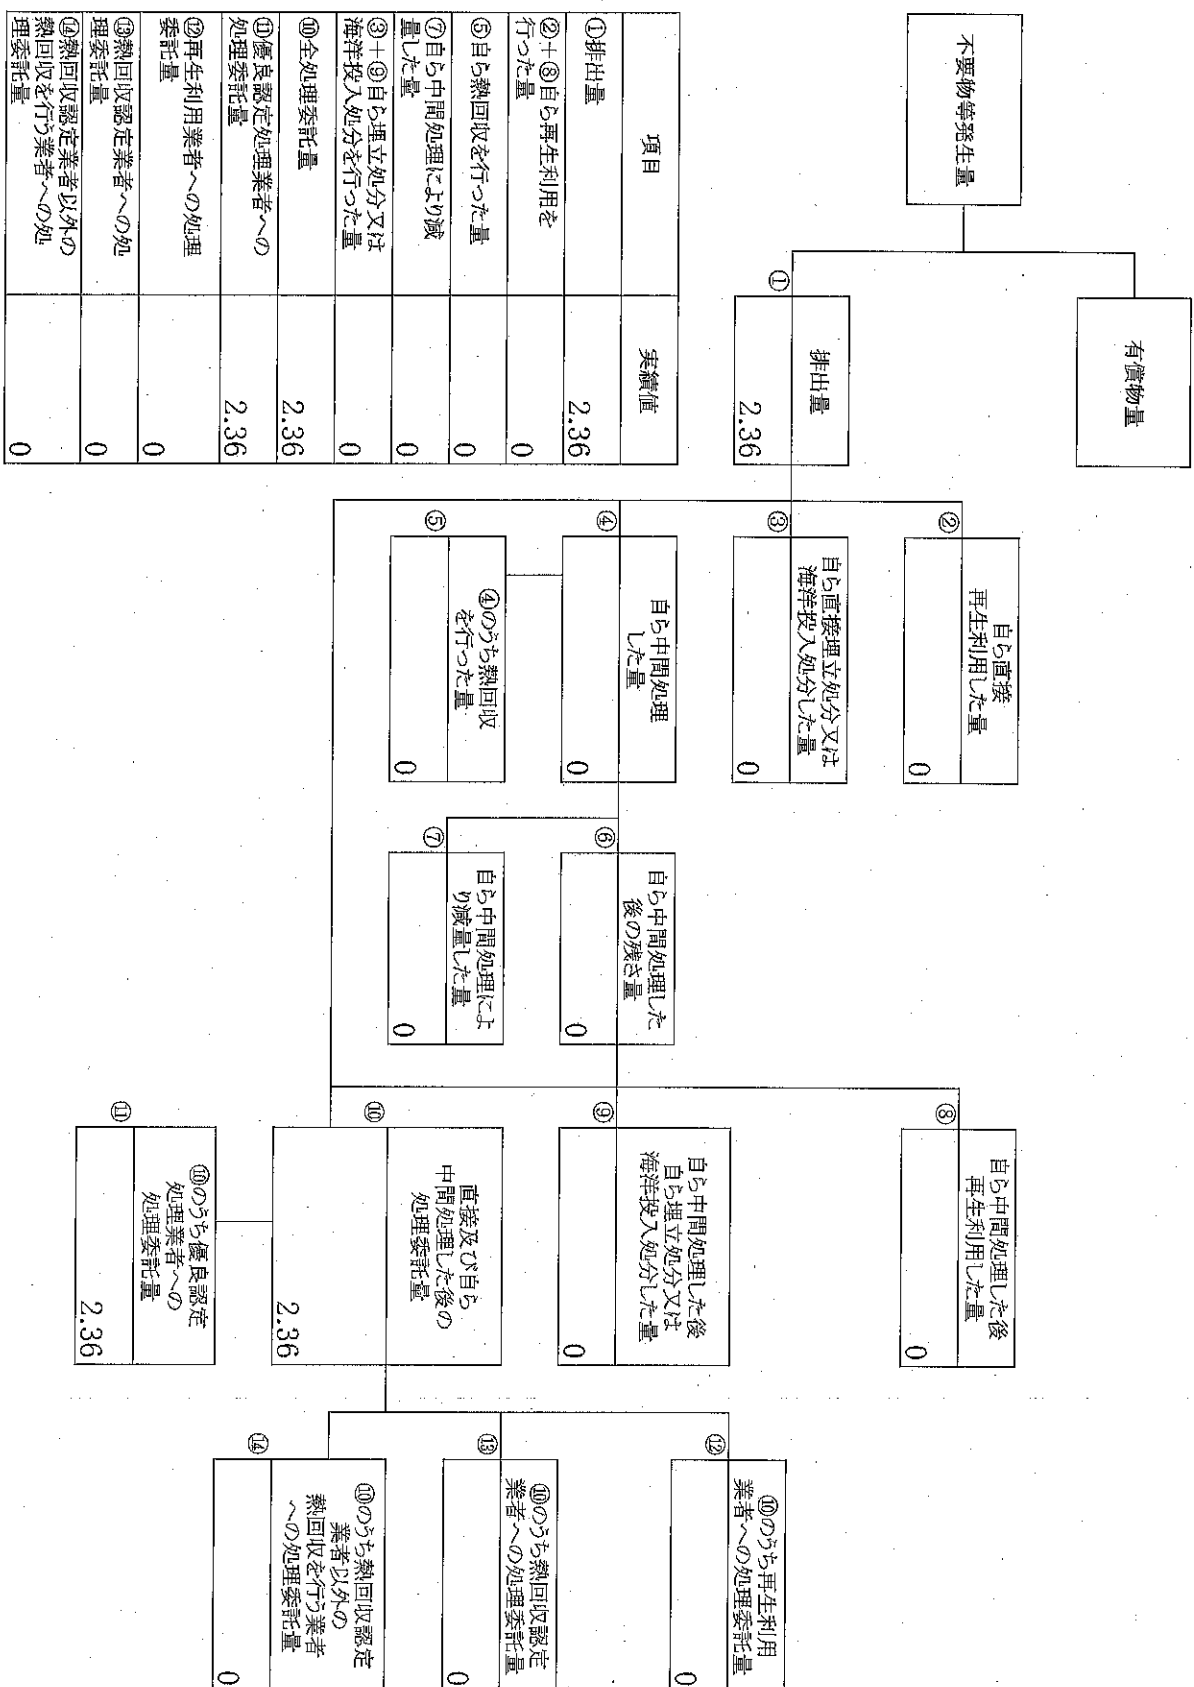 不要物等発生量
有償物量
①
排出量
2.36
②
自ら直接
再生利用した量
0
③
自ら直接埋立処分又は
海洋投入処分した量
0
④
自ら中間処理
した量
0
⑤
④のうち熱回収
を行った量
0
⑥
自ら中間処理した
後の残さ量
0
⑦
自ら中間処理によ
り減量した量
0
⑧
自ら中間処理した後
再生利用した量
0
⑨
自ら中間処理した後
自ら埋立処分又は
海洋投入処分した量
0
⑩
直接及び自ら
中間処理した後の
処理委託量
2.36
⑪
⑩のうち優良認定
処理業者への
処理委託量
2.36
⑫
⑩のうち再生利用
業者への処理委託量
0
⑬
⑩のうち熱回収認定
業者への処理委託量
0
⑭
⑩のうち熱回収認定
業者以外の
熱回収を行う業者
への処理委託量
0
項目 実績値
①排出量 2.36
②+⑧自ら再生利用を
行った量 0
⑤自ら熱回収を行った量 0
⑦自ら中間処理により減
量した量 0
③+⑨自ら埋立処分又は
海洋投入処分を行った量 0
⑩全処理委託量 2.36
⑪優良認定処理業者への
処理委託量 2.36
⑫再生利用業者への処理
委託量 0
⑬熱回収認定業者への処
理委託量 0
⑭熱回収認定業者以外の
熱回収を行う業者への処
理委託量 0